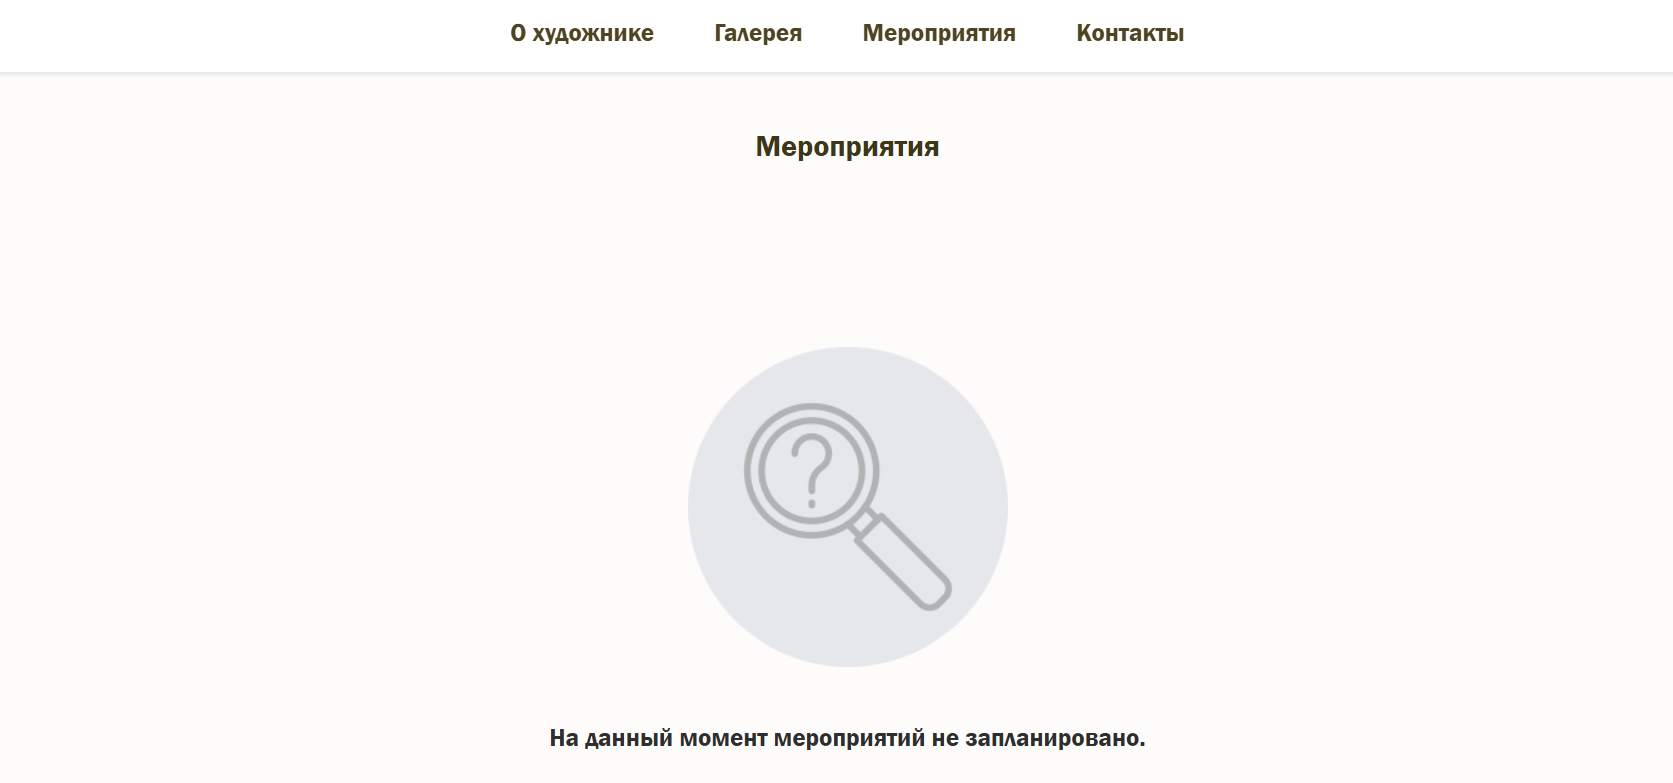 О художнике Галерея Мероприятия Контакты
Мероприятия
?
На данный момент мероприятий не запланировано.